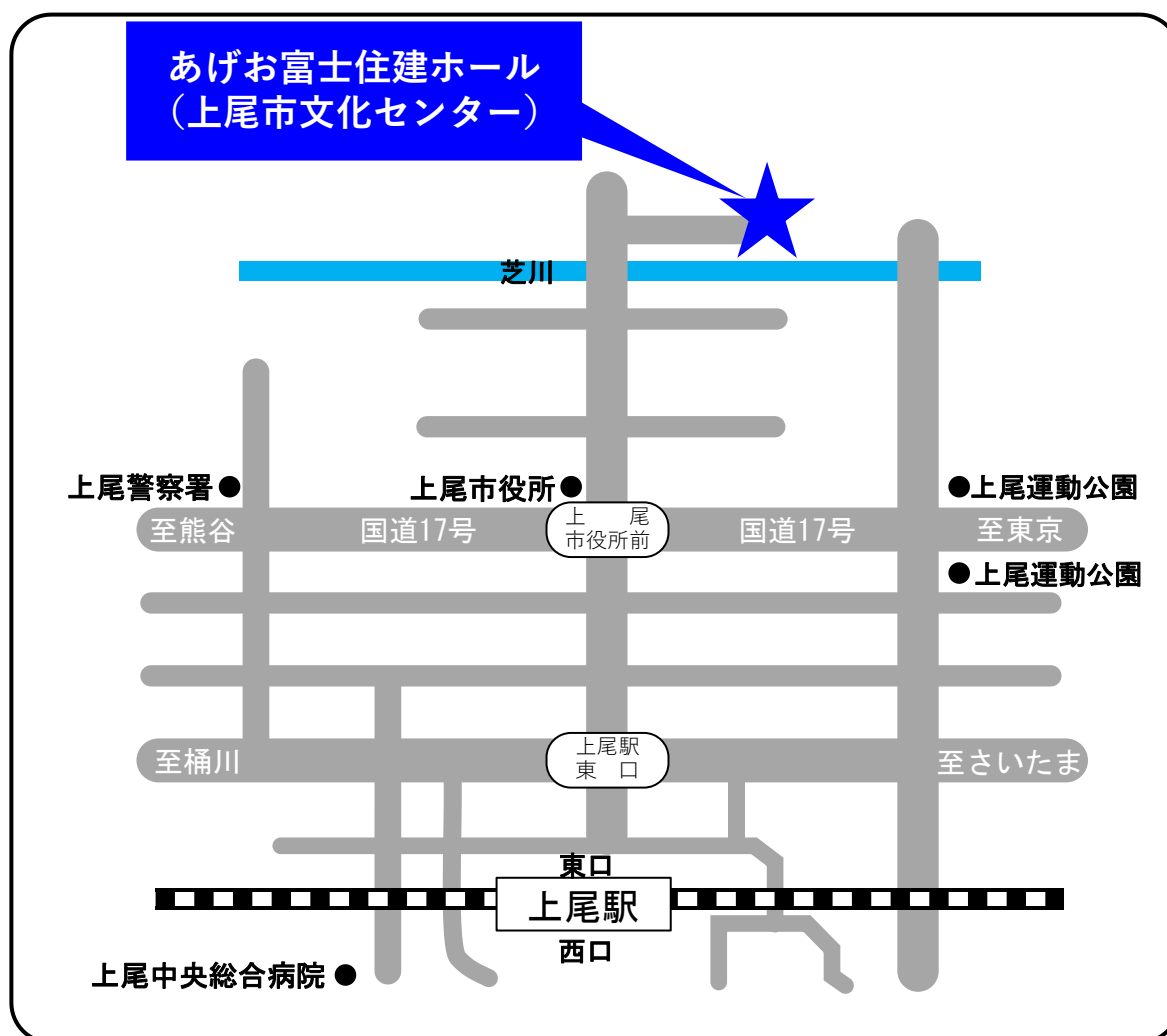 あげお富士住建ホール
（上尾市文化センター）
芝川
上尾警察署
上尾市役所
上尾運動公園
至熊谷
国道17号
上　尾
市役所前
国道17号
至東京
上尾運動公園
至桶川
上尾駅
東　口
至さいたま
東口
上尾駅
西口
上尾中央総合病院